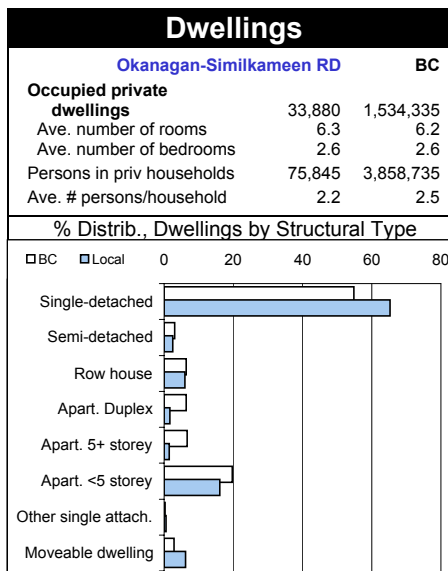 Dwellings
Okanagan-Similkameen RD BC
Occupied private
dwellings 33,880 1,534,335
Ave. number of rooms 6.3 6.2
Ave. number of bedrooms 2.6 2.6
Persons in priv households 75,845 3,858,735
Ave. # persons/household 2.2 2.5
% Distrib., Dwellings by Structural Type
BC Local 0 20 40 60 80
Single-detached
Semi-detached
Row house
Apart. Duplex
Apart. 5+ storey
Apart. <5 storey
Other single attach.
Moveable dwelling